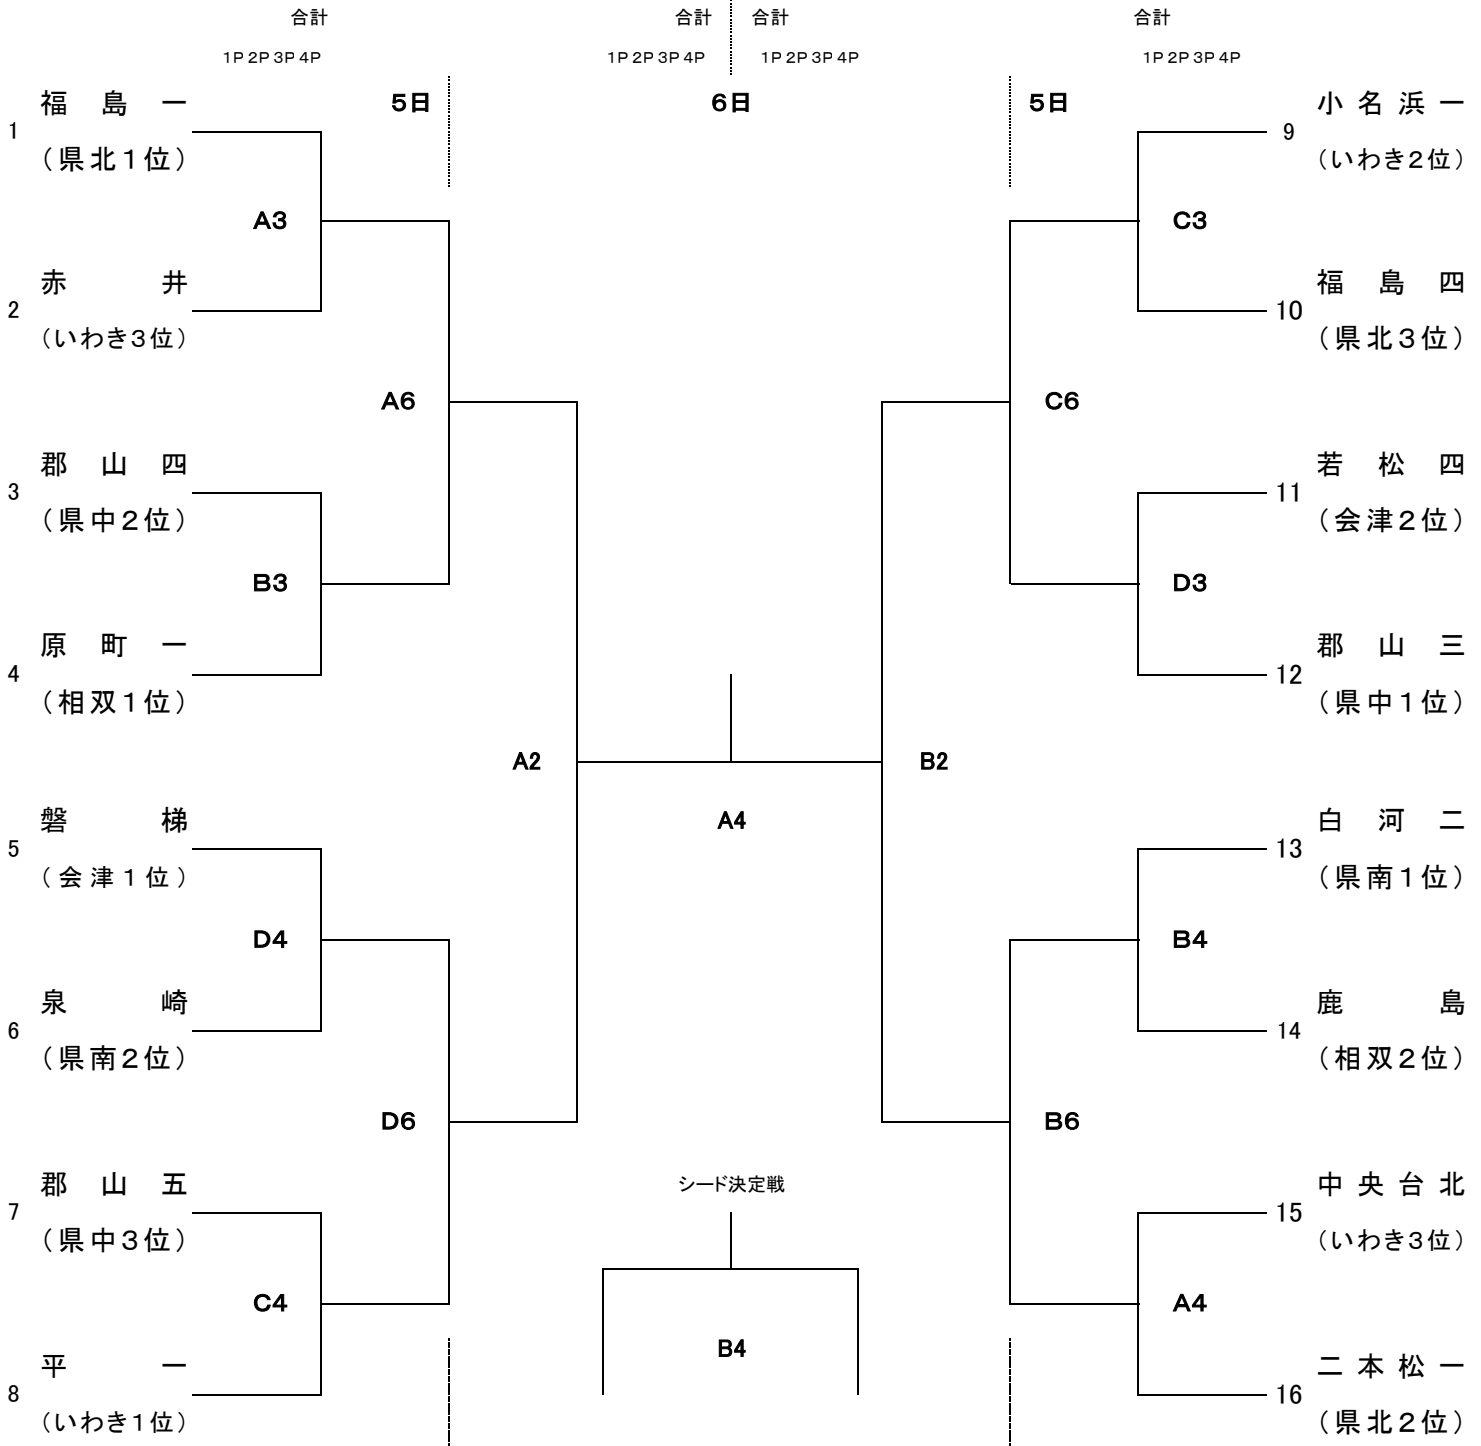 合計 合計 合計 合計
1P 2P 3P 4P 1P 2P 3P 4P 1P 2P 3P 4P 1P 2P 3P 4P
5日 6日 5日
1 福島一
（県北１位）
A3
2 赤井
（いわき３位）
A6
3 郡山四
（県中２位）
B3
4 原町一
（相双１位）
A2
5 磐梯
（会津１位）
D4
6 泉崎
（県南２位）
D6
7 郡山五
（県中３位）
C4
8 平一
（いわき１位）
A4
シード決定戦
B4
9 小名浜一
（いわき２位）
C3
10 福島四
（県北３位）
C6
11 若松四
（会津２位）
D3
12 郡山三
（県中１位）
B2
13 白河二
（県南１位）
B4
14 鹿島
（相双２位）
B6
15 中央台北
（いわき３位）
A4
16 二本松一
（県北２位）